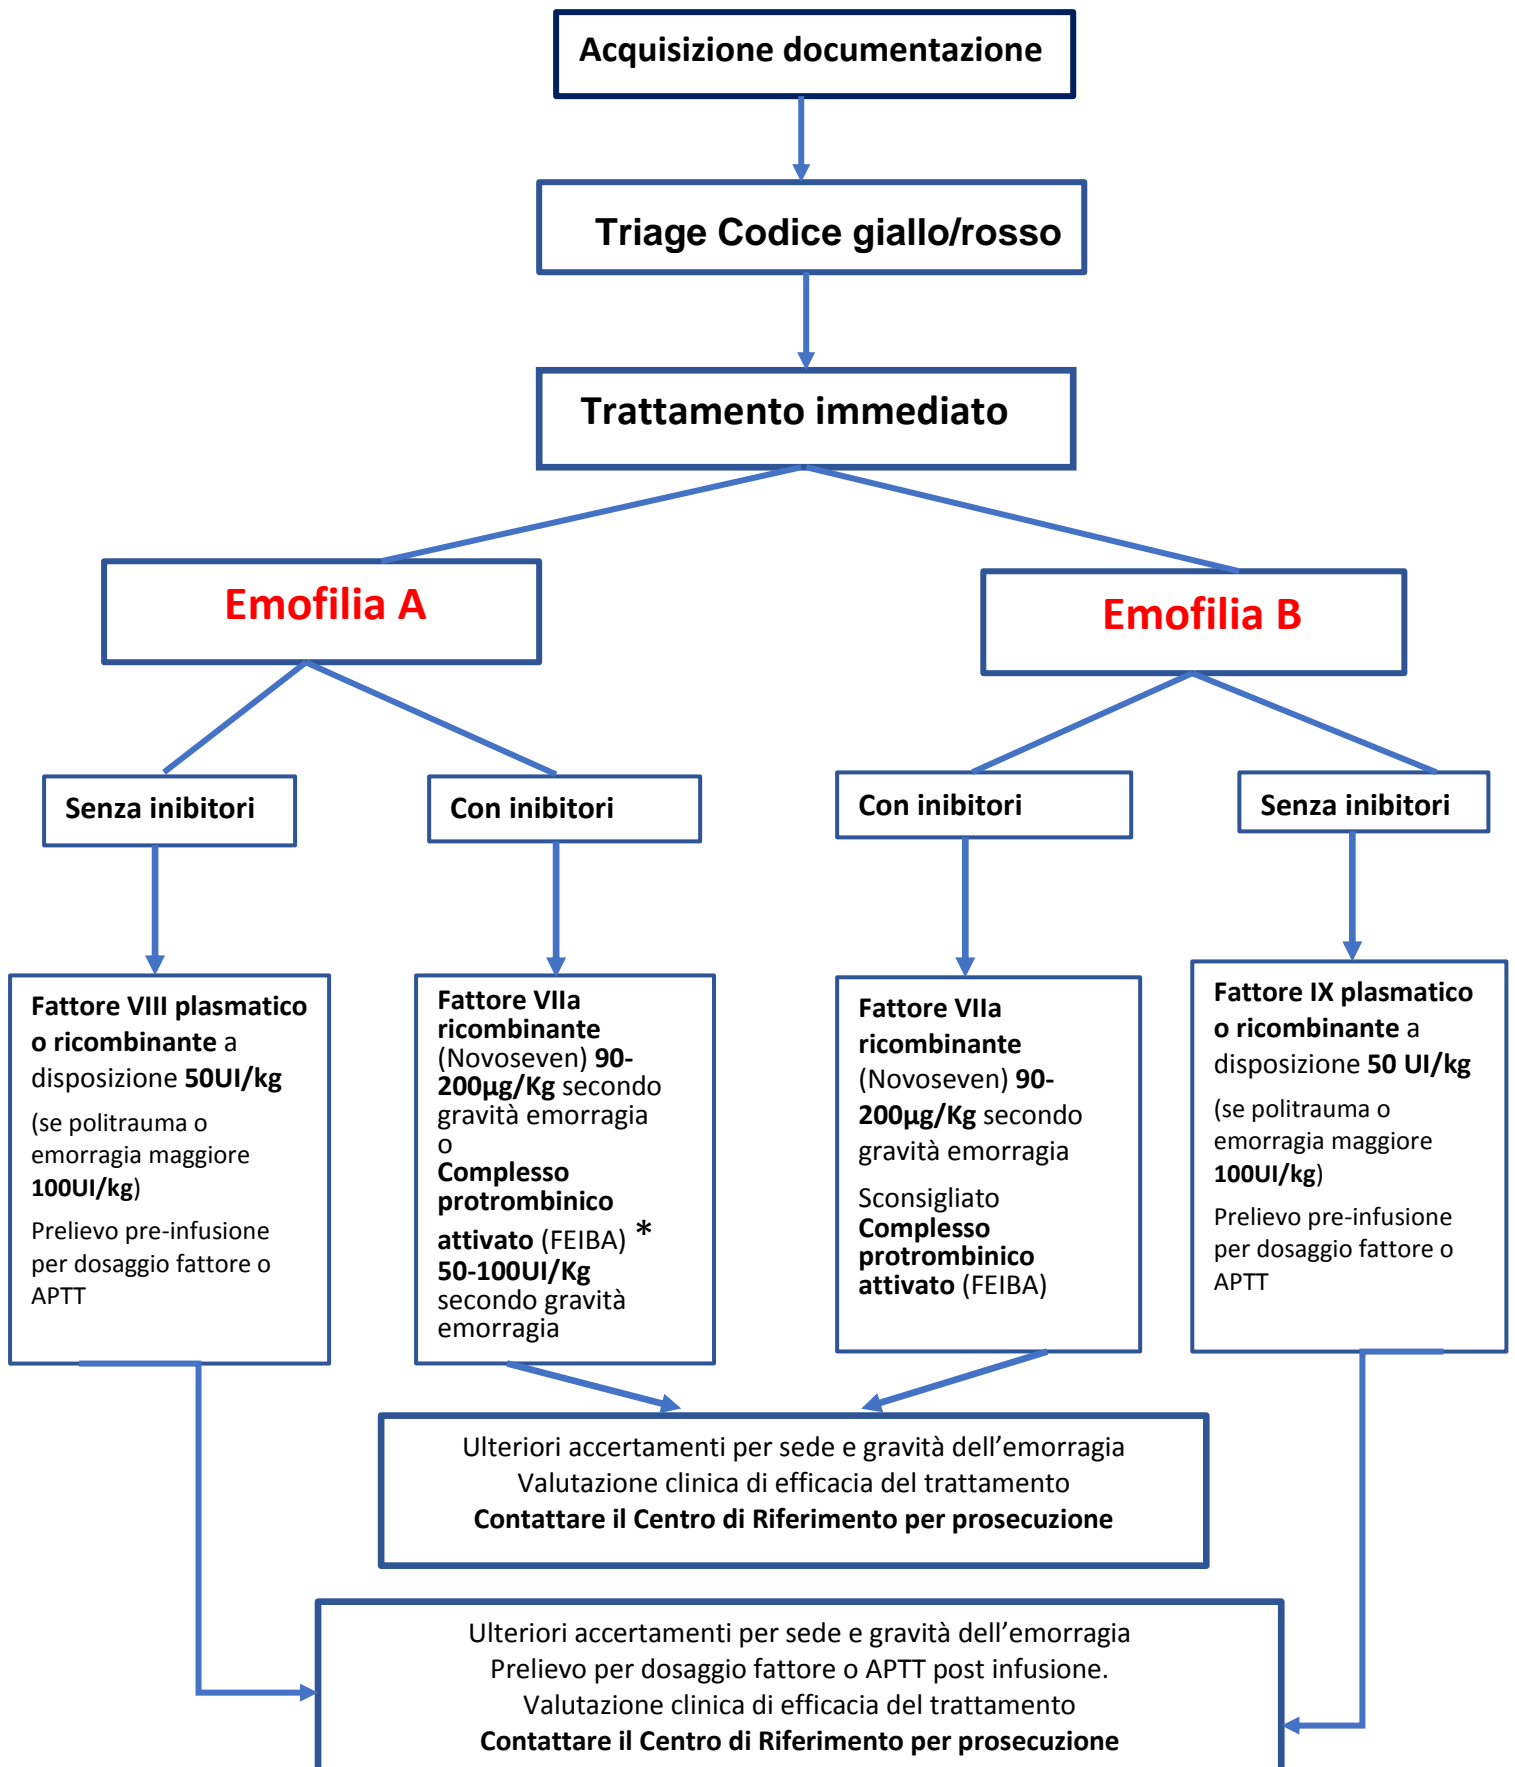 Acquisizione documentazione
Triage Codice giallo/rosso
Trattamento immediato
Emofilia A
Emofilia B
Senza inibitori
Con inibitori
Con inibitori
Senza inibitori
Fattore VIII plasmatico
o ricombinante a
disposizione 50UI/kg
(se politrauma o
emorragia maggiore
100UI/kg)
Prelievo pre-infusione
per dosaggio fattore o
APTT
Fattore VIIa
ricombinante
(Novoseven) 90-
200µg/Kg secondo
gravità emorragia
o
Complesso
protrombinico
attivato (FEIBA) *
50-100UI/Kg
secondo gravità
emorragia
Fattore VIIa
ricombinante
(Novoseven) 90-
200µg/Kg secondo
gravità emorragia
Sconsigliato
Complesso
protrombinico
attivato (FEIBA)
Fattore IX plasmatico
o ricombinante a
disposizione 50 UI/kg
(se politrauma o
emorragia maggiore
100UI/kg)
Prelievo pre-infusione
per dosaggio fattore o
APTT
Ulteriori accertamenti per sede e gravità dell’emorragia
Valutazione clinica di efficacia del trattamento
Contattare il Centro di Riferimento per prosecuzione
Ulteriori accertamenti per sede e gravità dell’emorragia
Prelievo per dosaggio fattore o APTT post infusione.
Valutazione clinica di efficacia del trattamento
Contattare il Centro di Riferimento per prosecuzione